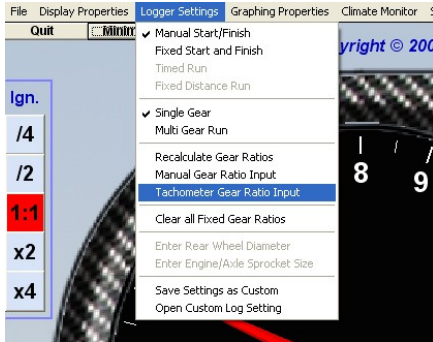 File Display Properties Logger Settings Graphing Properties Climate Monitor
Quit Minim
yright © 200
Manual Start/Finish
Fixed Start and Finish
Timed Run
Fixed Distance Run
Single Gear
Multi Gear Run
Recalculate Gear Ratios
Manual Gear Ratio Input
Tachometer Gear Ratio Input
Clear all Fixed Gear Ratios
Enter Rear Wheel Diameter
Enter Engine/Axle Sprocket Size
Save Settings as Custom
Open Custom Log Setting
Ign.
/4
/2
1:1
x2
x4
8 9